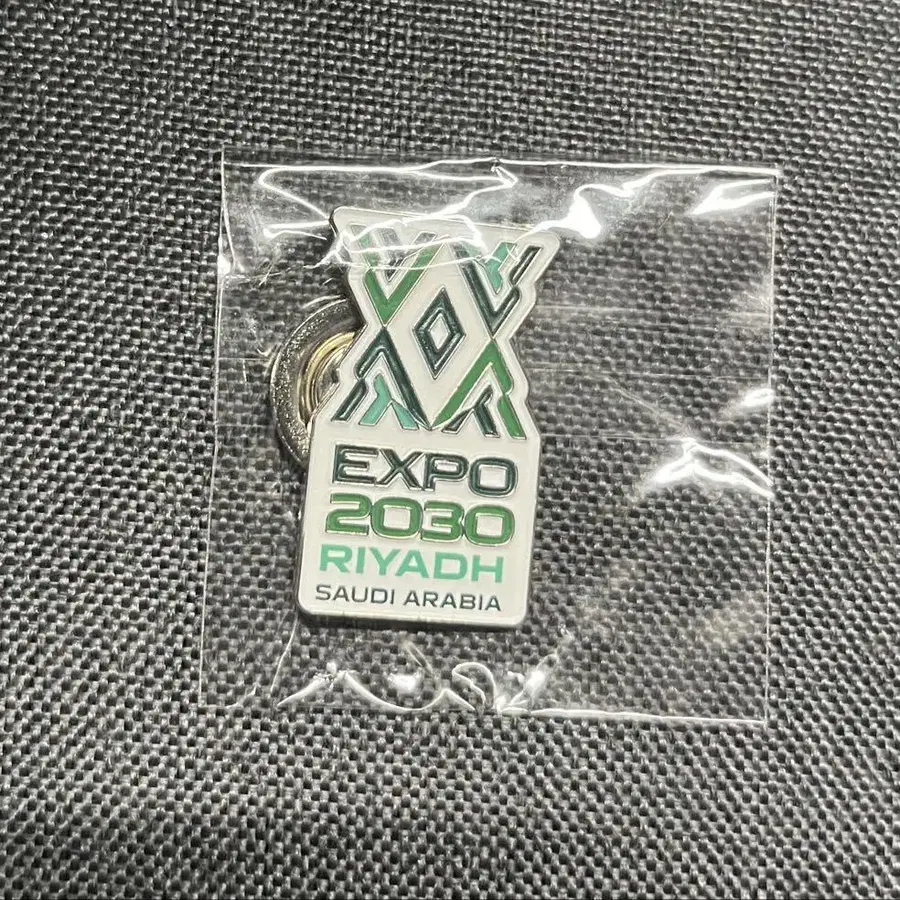 EXPO
2030
RIYADH
SAUDI ARABIA